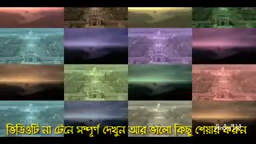 ভিডিওটি না টেনে সম্পূর্ণ দেখুন আর ভালো কিছু শেয়ার করুন